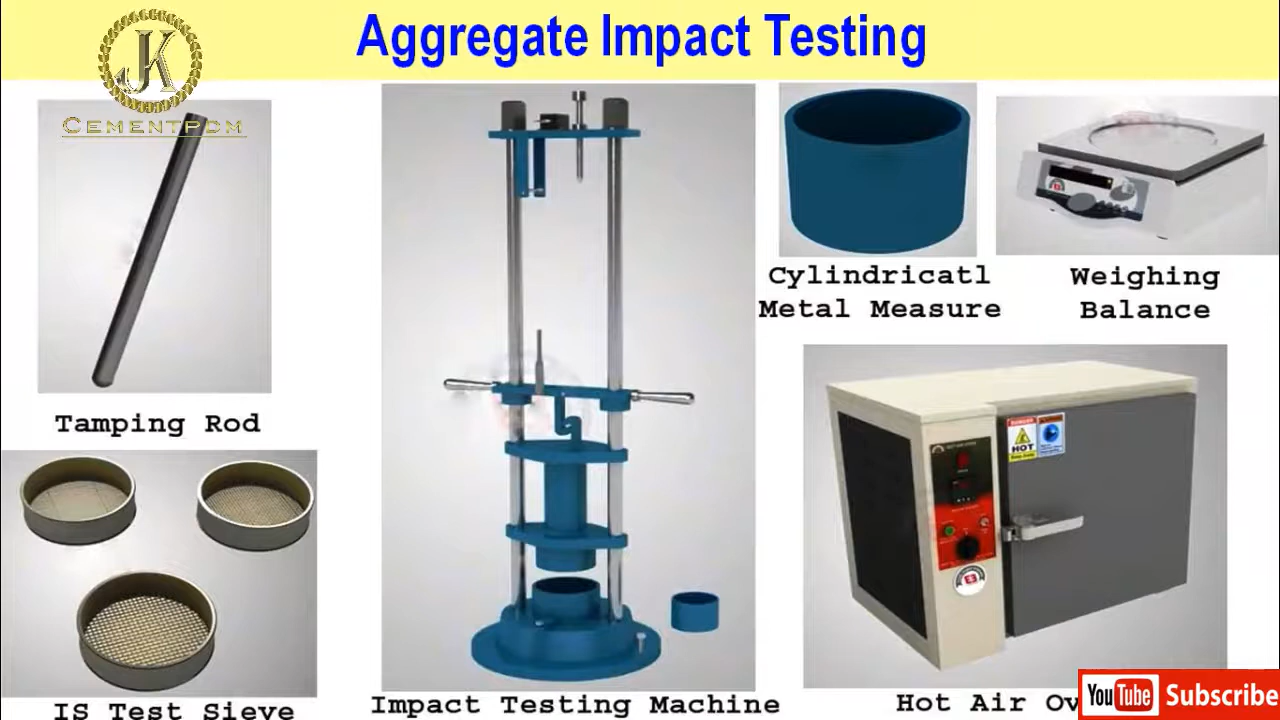 Aggregate Impact Testing
JK
CEMENTPDM
Tamping Rod
IS Test Sieve
Impact Testing Machine
Cylindricatl
Metal Measure
Weighing
Balance
HOT
Hot Air Ov
YouTube Subscribe